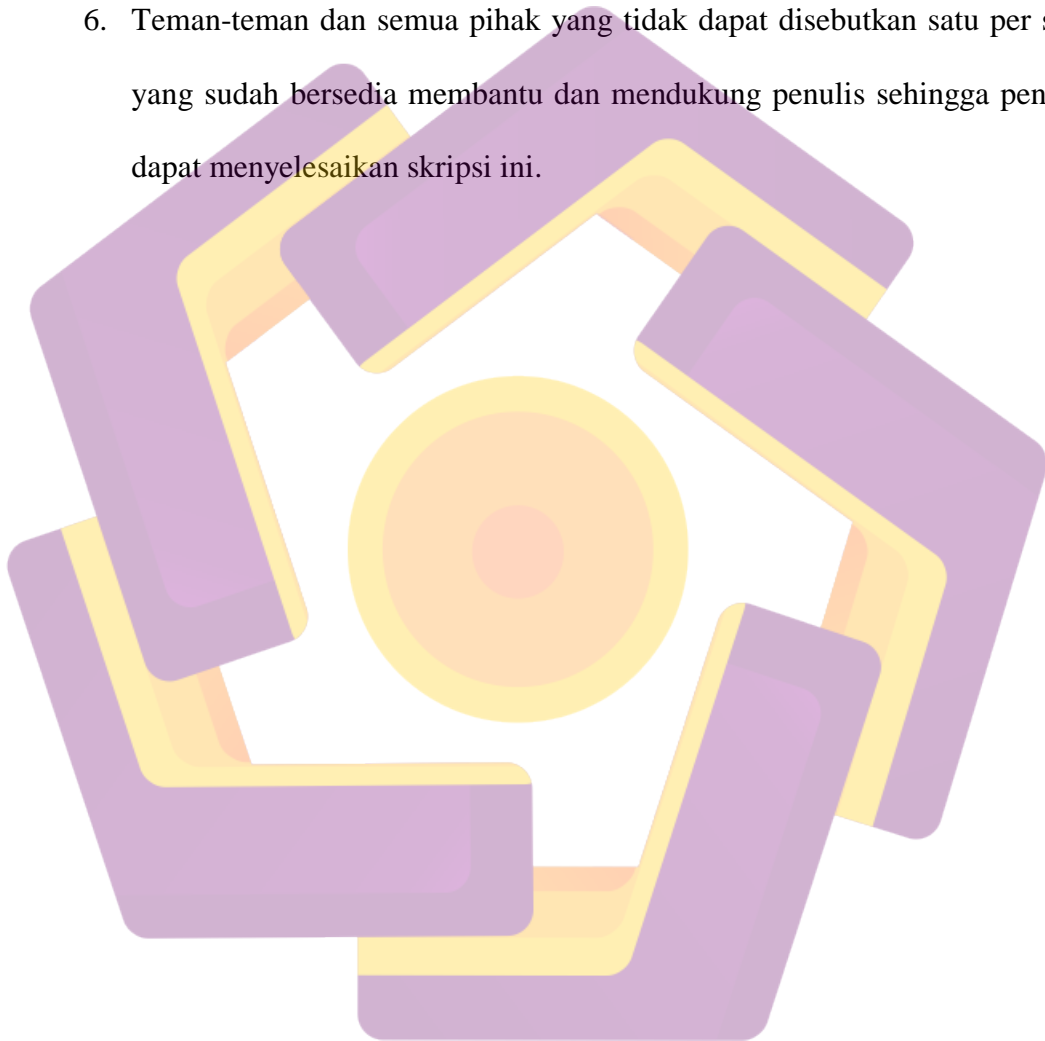 6. Teman-teman dan semua pihak yang tidak dapat disebutkan satu per
yang sudah bersedia membantu dan mendukung penulis sehingga
dapat menyelesaikan skripsi ini.